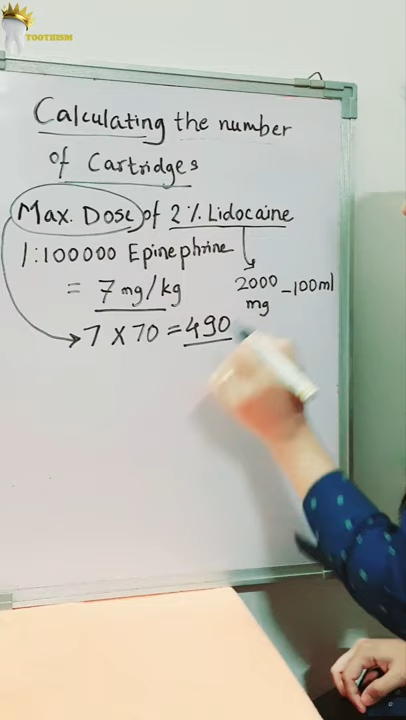 TOOTHISM
Calculating the number
of Cartridges
Max. Dose of 2% Lidocaine
1:100000 Epinephrine
= 7 mg/kg
2000 - 100ml
mg
7 X 70 = 490